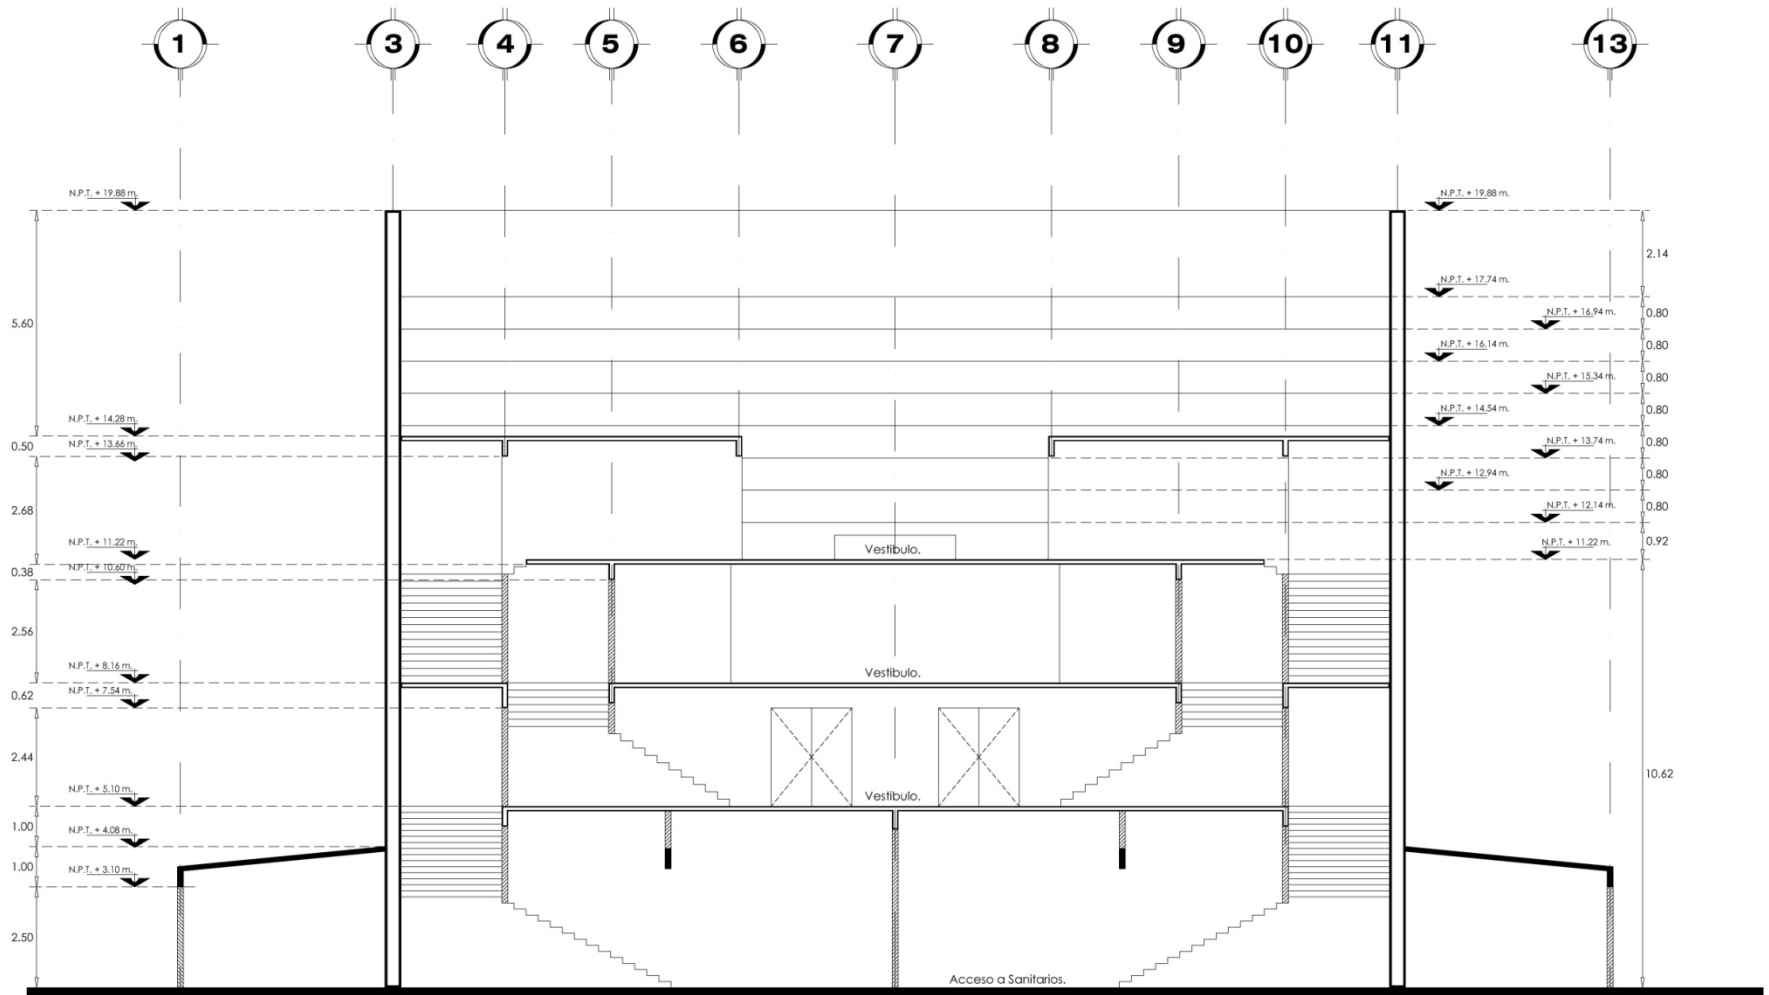 1 3 4 5 6 7 8 9 10 11 13
N.P.T. + 19.88 m. N.P.T. + 19.88 m.
2.14
N.P.T. + 17.74 m.
5.60 N.P.T. + 16.94 m. 0.80
N.P.T. + 16.14 m. 0.80
N.P.T. + 15.34 m. 0.80
N.P.T. + 14.54 m. 0.80
N.P.T. + 14.28 m.
0.50 N.P.T. + 13.66 m. N.P.T. + 13.74 m. 0.80
N.P.T. + 12.94 m. 0.80
2.68 N.P.T. + 12.14 m. 0.80
N.P.T. + 11.22 m. Vestibulo. N.P.T. + 11.22 m. 0.92
0.38 N.P.T. + 10.60 m.
2.56
N.P.T. + 8.16 m. Vestibulo.
0.62 N.P.T. + 7.54 m.
2.44 10.62
N.P.T. + 5.10 m. Vestibulo.
1.00 N.P.T. + 4.08 m.
1.00 N.P.T. + 3.10 m.
2.50
Acceso a Sanitarios.